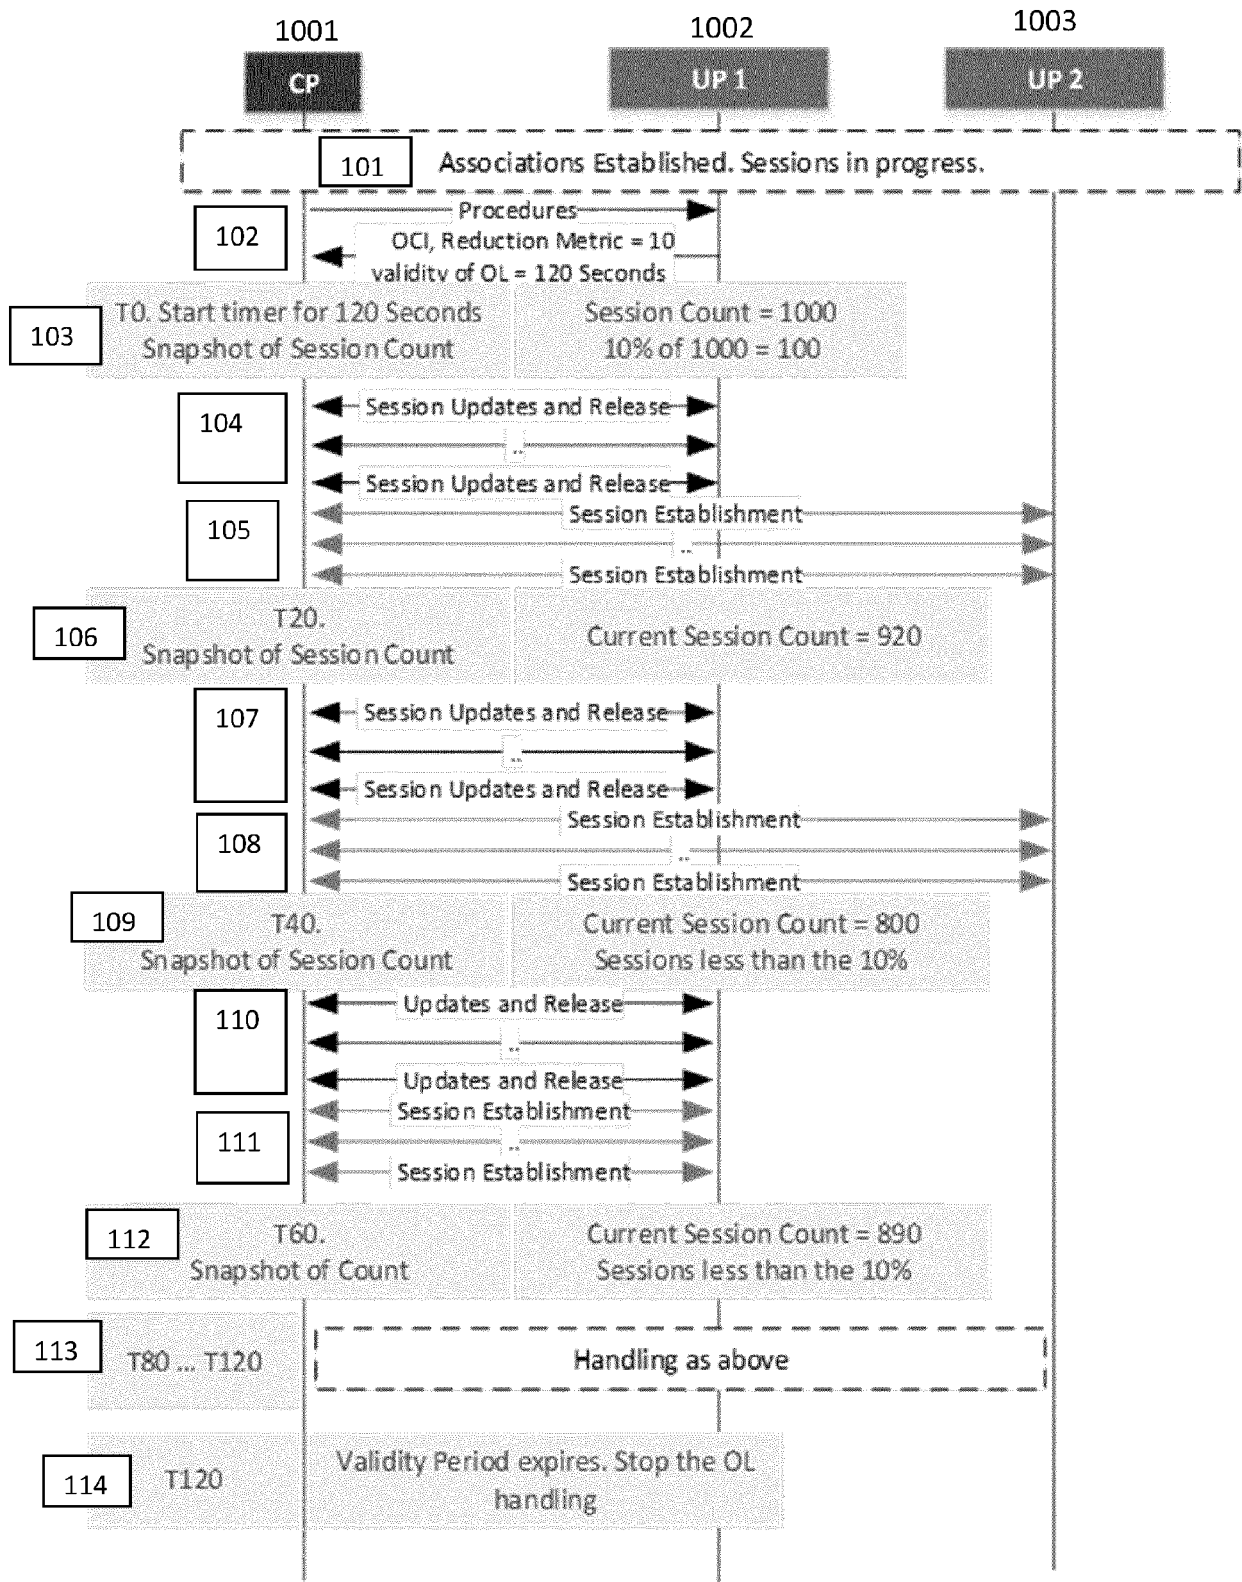 1001
1002
1003
CP
UP 1
UP 2
101
Associations Established. Sessions in progress.
102
Procedures
OCI, Reduction Metric = 10
validity of OL = 120 Seconds
103
T0. Start timer for 120 Seconds
Snapshot of Session Count
Session Count = 1000
10% of 1000 = 100
104
Session Updates and Release
..
Session Updates and Release
105
Session Establishment
..
Session Establishment
106
T20.
Snapshot of Session Count
Current Session Count = 920
107
Session Updates and Release
..
Session Updates and Release
108
Session Establishment
..
Session Establishment
109
T40.
Snapshot of Session Count
Current Session Count = 800
Sessions less than the 10%
110
Updates and Release
..
Updates and Release
111
Session Establishment
..
Session Establishment
112
T60.
Snapshot of Count
Current Session Count = 890
Sessions less than the 10%
113
T80 ... T120
Handling as above
114
T120
Validity Period expires. Stop the OL
handling